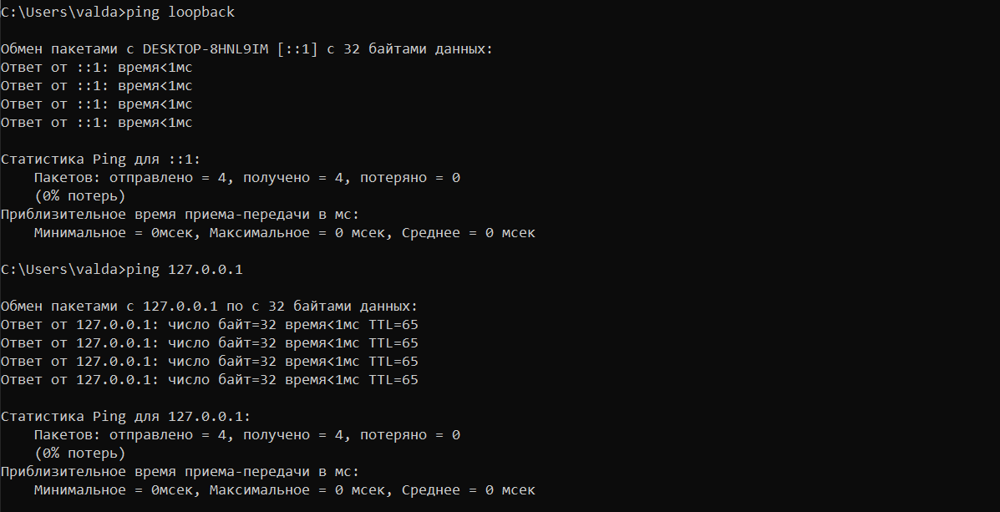 C:\Users\valda>ping loopback
Обмен пакетами с DESKTOP-8HNL9IM [::1] с 32 байтами данных:
Ответ от ::1: время<1мс
Ответ от ::1: время<1мс
Ответ от ::1: время<1мс
Ответ от ::1: время<1мс
Статистика Ping для ::1:
    Пакетов: отправлено = 4, получено = 4, потеряно = 0
    (0% потерь)
Приблизительное время приема-передачи в мс:
    Минимальное = 0мсек, Максимальное = 0 мсек, Среднее = 0 мсек
C:\Users\valda>ping 127.0.0.1
Обмен пакетами с 127.0.0.1 по с 32 байтами данных:
Ответ от 127.0.0.1: число байт=32 время<1мс TTL=65
Ответ от 127.0.0.1: число байт=32 время<1мс TTL=65
Ответ от 127.0.0.1: число байт=32 время<1мс TTL=65
Ответ от 127.0.0.1: число байт=32 время<1мс TTL=65
Статистика Ping для 127.0.0.1:
    Пакетов: отправлено = 4, получено = 4, потеряно = 0
    (0% потерь)
Приблизительное время приема-передачи в мс:
    Минимальное = 0мсек, Максимальное = 0 мсек, Среднее = 0 мсек